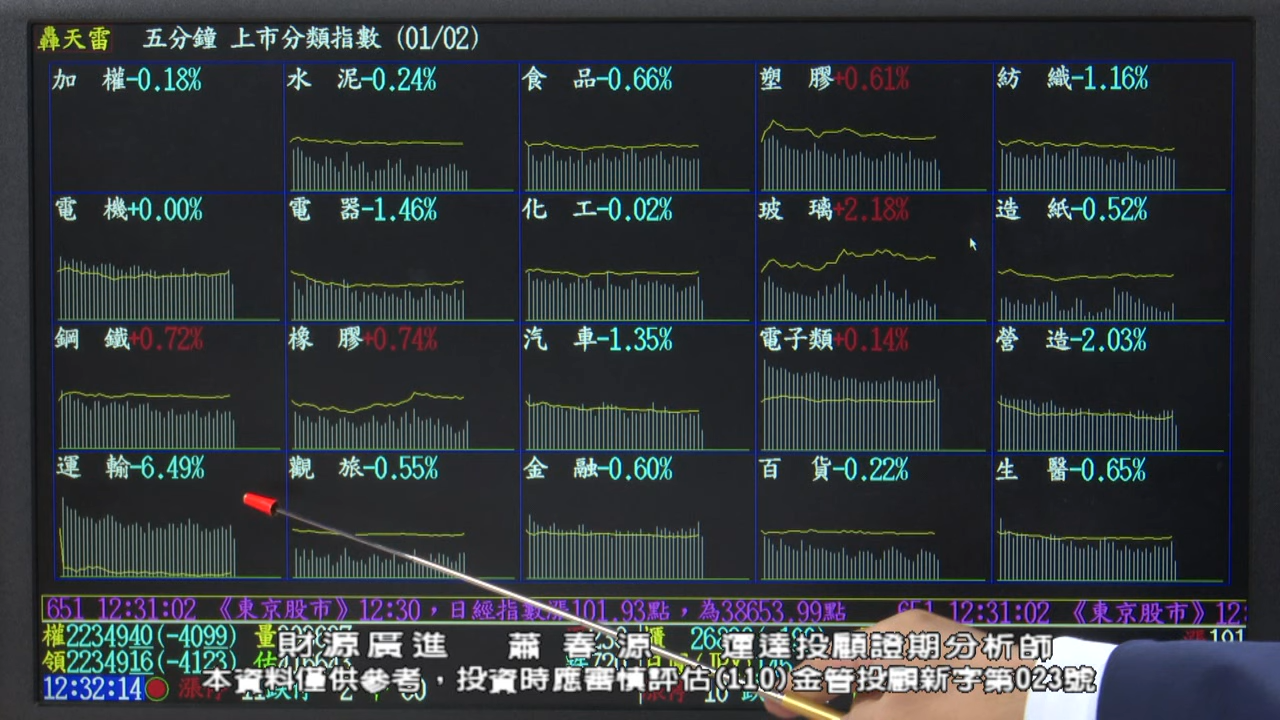 轟天雷 五分鐘 上市分類指數 (01/02)
加 權-0.18% 水 泥-0.24% 食 品-0.66% 塑 膠+0.61% 紡 織-1.16%
電 機+0.00% 電 器-1.46% 化 工-0.02% 玻 璃+2.18% 造 紙-0.52%
鋼 鐵+0.72% 橡 膠+0.74% 汽 車-1.35% 電子類+0.14% 營 造-2.03%
運 輸-6.49% 觀 旅-0.55% 金 融-0.60% 百 貨-0.22% 生 醫-0.65%
651 12:31:02 《東京股市》12:30,日經指數漲101.93點,為38653.99點 651 12:31:02 《東京股市》12:
權2234940(-4099) 量
財源廣進 蕭春源 運達投顧證期分析師
領2234916(-4123) 估
本資料僅供參考,投資時應審慎評估(110)金管投顧新字第023號
12:32:14